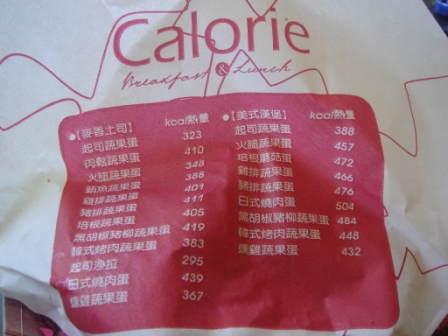 Calorie
Breakfast & Lunch
●【麥香土司】 kcal/熱量
起司蔬果蛋 323
肉鬆蔬果蛋 410
火腿蔬果蛋 348
鮪魚蔬果蛋 388
雞排蔬果蛋 401
豬排蔬果蛋 411
培根蔬果蛋 405
黑胡椒豬柳蔬果蛋 419
韓式烤肉蔬果蛋 383
起司沙拉 295
日式燒肉蛋 439
燻雞蔬果蛋 367
●【美式漢堡】 kcal/熱量
起司蔬果蛋 388
火腿蔬果蛋 457
培根蘑菇蛋 472
雞排蔬果蛋 466
豬排蔬果蛋 476
日式燒肉蛋 504
黑胡椒豬柳蔬果蛋 484
韓式烤肉蔬果蛋 448
燻雞蔬果蛋 432